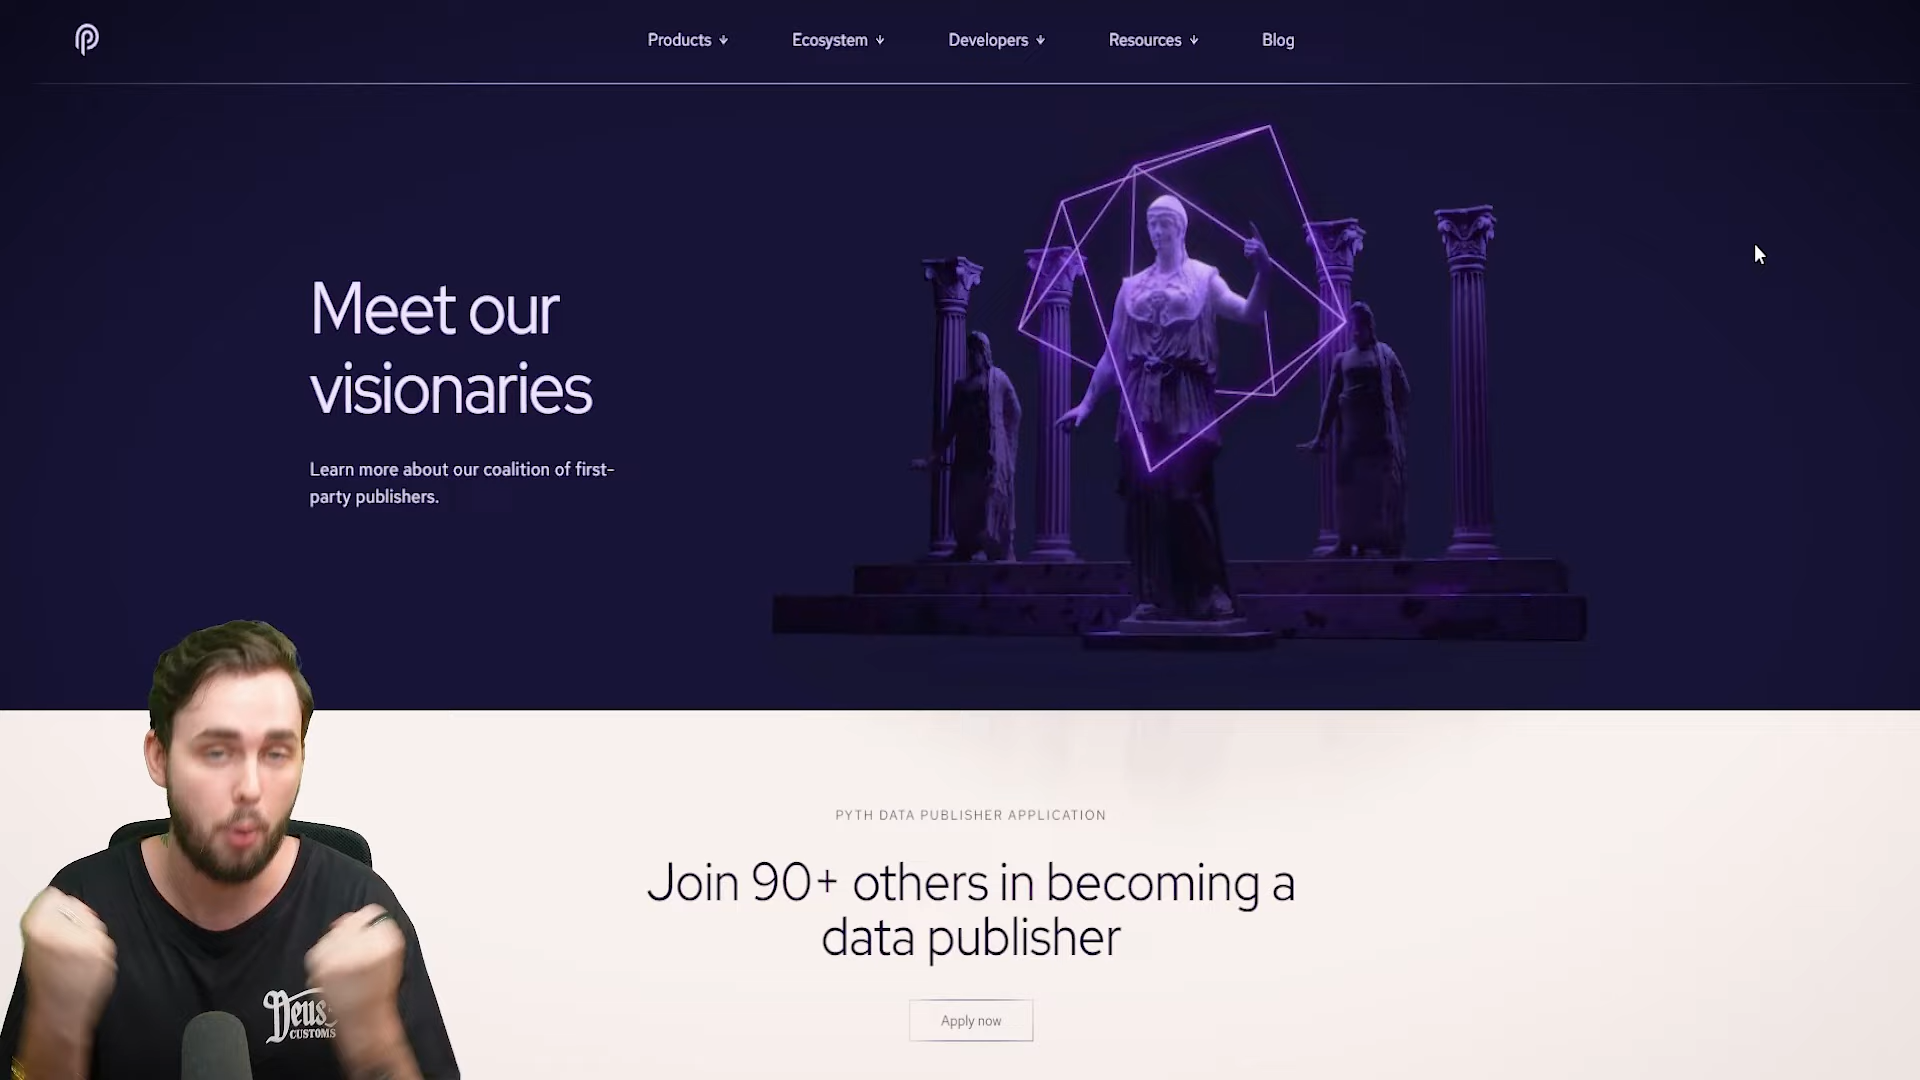 Products
Ecosystem
Developers
Resources
Blog
Meet our
visionaries
Learn more about our coalition of first-
party publishers.
PYTH DATA PUBLISHER APPLICATION
Join 90+ others in becoming a
data publisher
Apply now
Deus
CUSTOMS